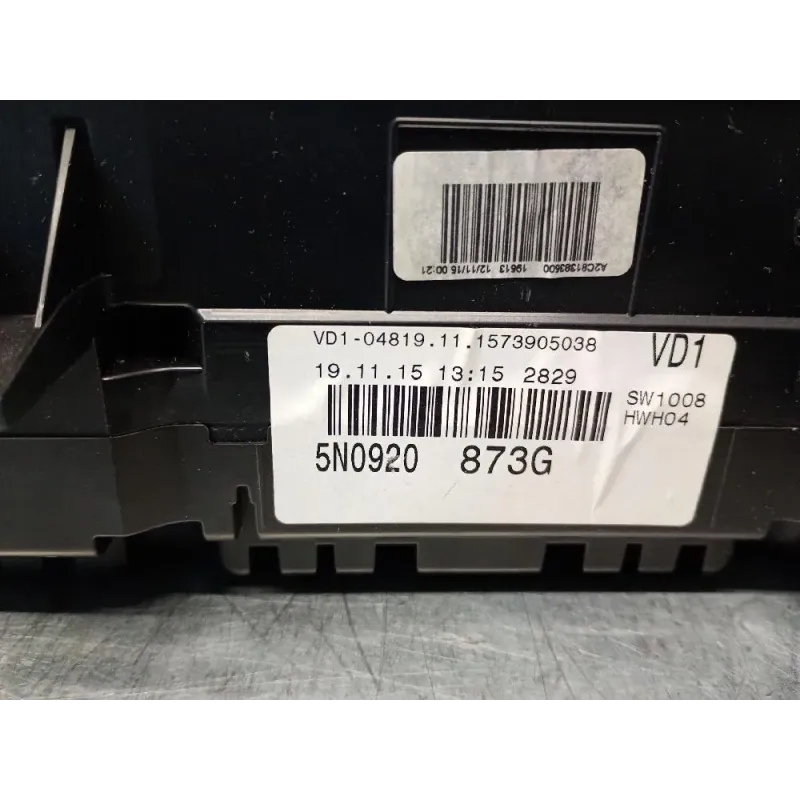 A2C81383600 19613 12/11/15 00:21
VD1-04819.11.1573905038 VD1
19.11.15 13:15 2829
SW1008
HWH04
5N0920 873G